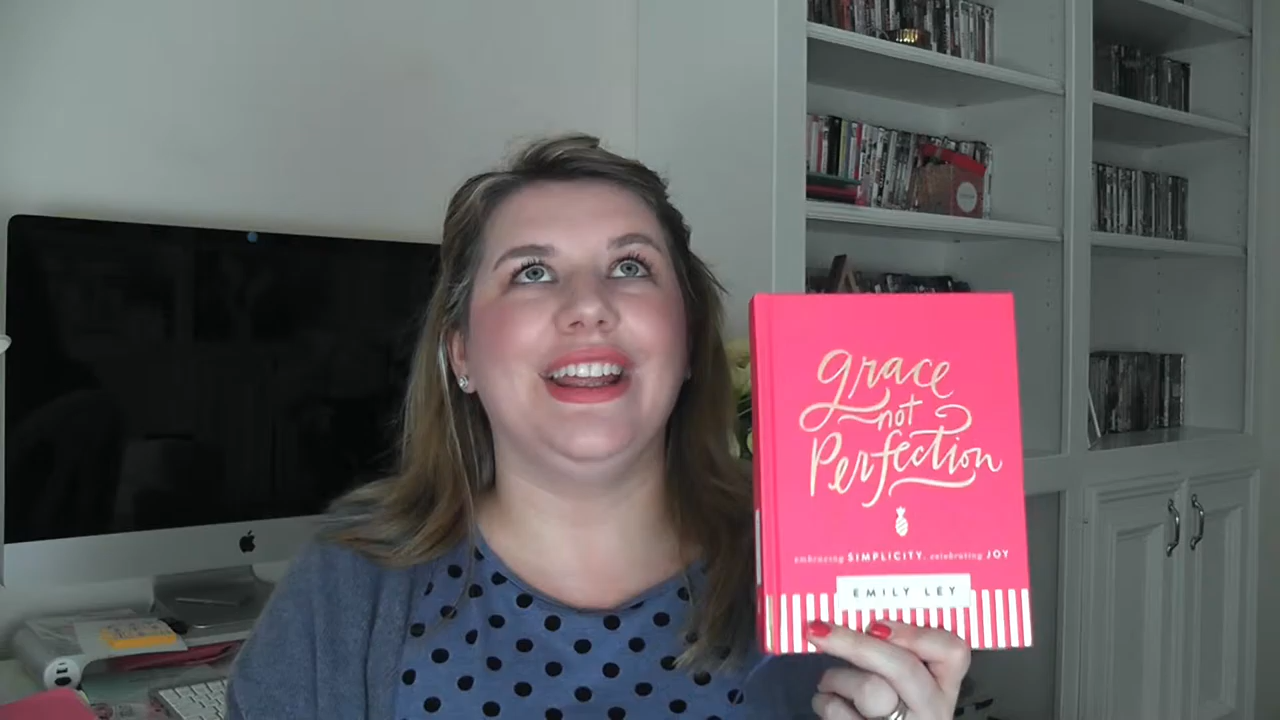 grace
not
Perfection
embracing SIMPLICITY, celebrating JOY
EMILY LEY